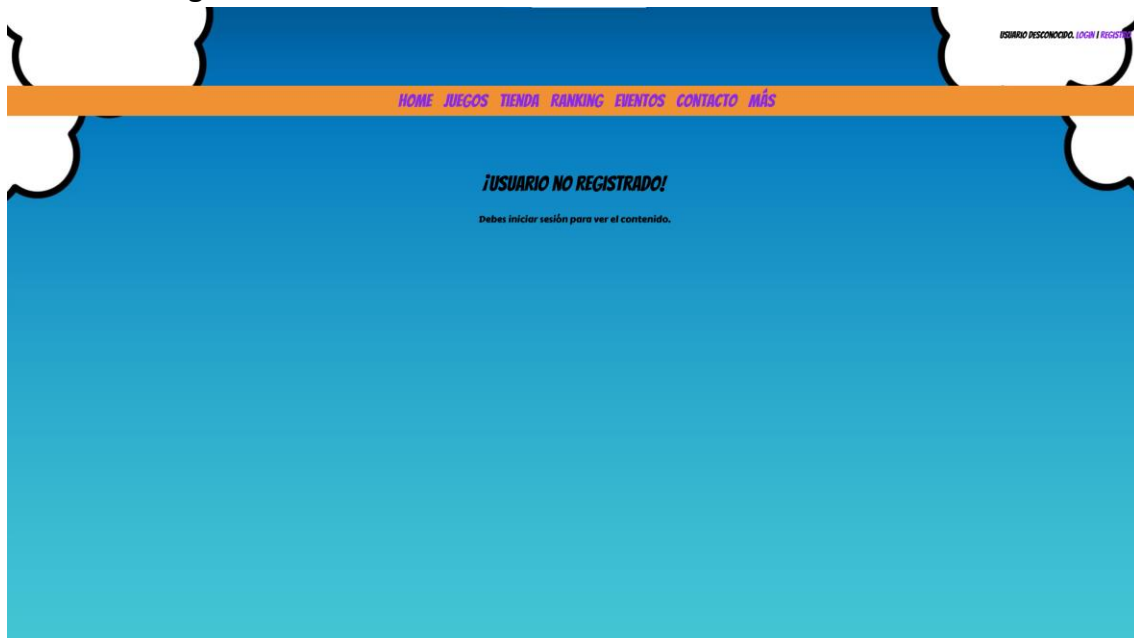 USUARIO DESCONOCIDO. LOGIN | REGISTRO
HOME JUEGOS TIENDA RANKING EVENTOS CONTACTO MÁS
¡USUARIO NO REGISTRADO!
Debes iniciar sesión para ver el contenido.